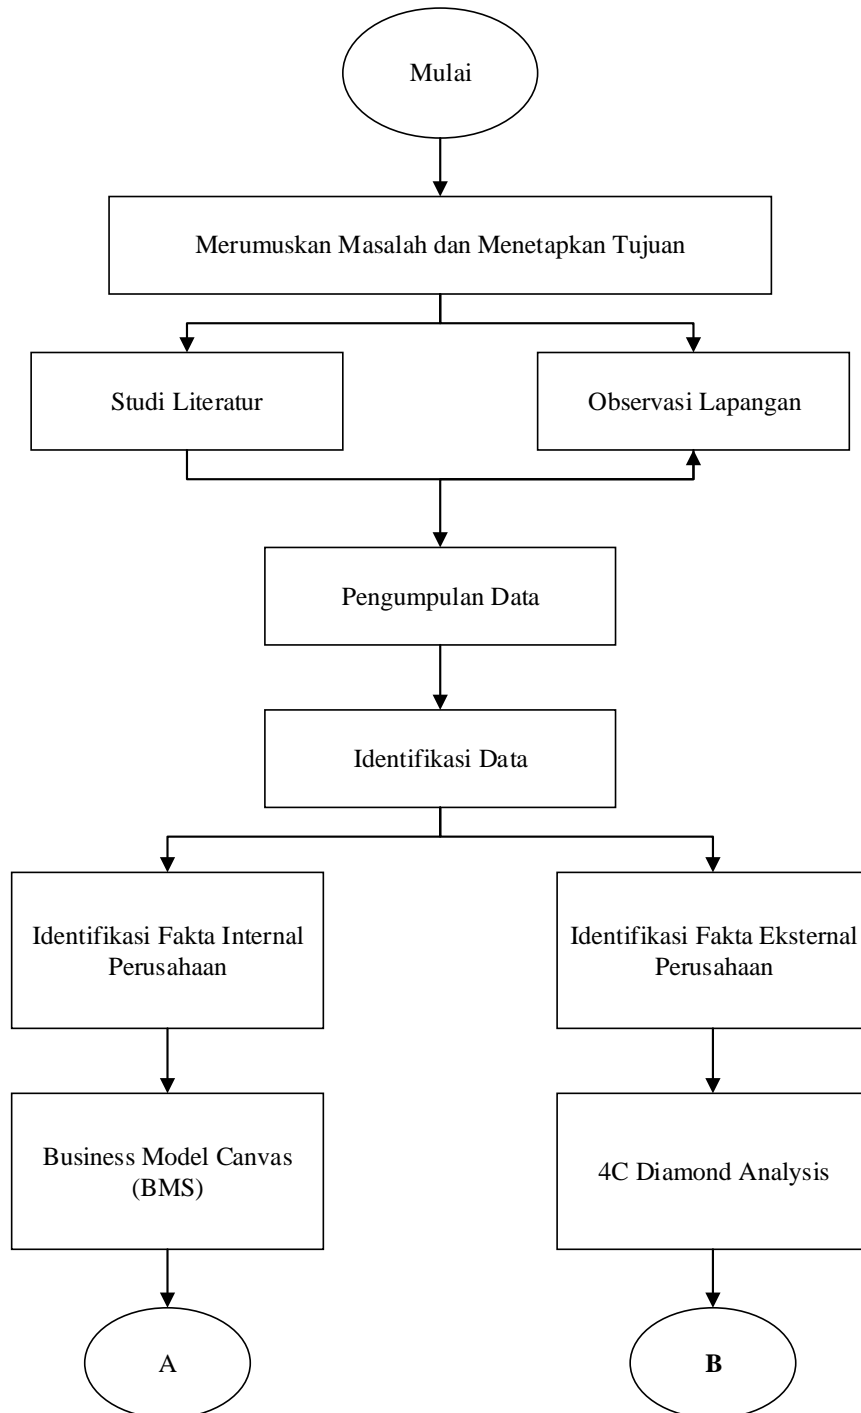 Mulai
Merumuskan Masalah dan Menetapkan Tujuan
Studi Literatur
Observasi Lapangan
Pengumpulan Data
Identifikasi Data
Identifikasi Fakta Internal
Perusahaan
Identifikasi Fakta Eksternal
Perusahaan
Business Model Canvas
(BMS)
4C Diamond Analysis
A
B